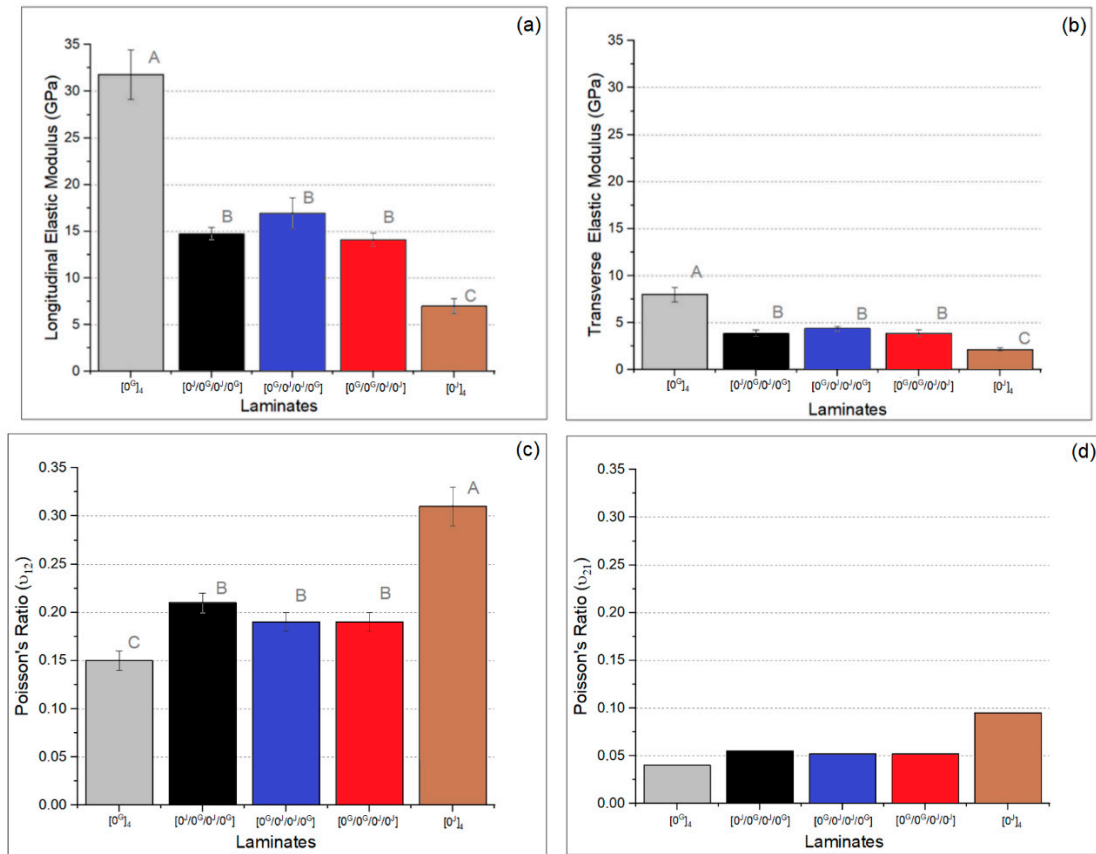 (a)
Longitudinal Elastic Modulus (GPa)
35
30
25
20
15
10
5
0
A
B
B
B
C
[0ᴳ]₄
[0ᴶ/0ᴳ/0ᴶ/0ᴳ]
[0ᴳ/0ᴶ/0ᴶ/0ᴳ]
[0ᴳ/0ᴳ/0ᴶ/0ᴶ]
[0ᴶ]₄
Laminates
(b)
Transverse Elastic Modulus (GPa)
35
30
25
20
15
10
5
0
A
B
B
B
C
[0ᴳ]₄
[0ᴶ/0ᴳ/0ᴶ/0ᴳ]
[0ᴳ/0ᴶ/0ᴶ/0ᴳ]
[0ᴳ/0ᴳ/0ᴶ/0ᴶ]
[0ᴶ]₄
Laminates
(c)
Poisson's Ratio (υ₁₂)
0.35
0.30
0.25
0.20
0.15
0.10
0.05
0.00
C
B
B
B
A
[0ᴳ]₄
[0ᴶ/0ᴳ/0ᴶ/0ᴳ]
[0ᴳ/0ᴶ/0ᴶ/0ᴳ]
[0ᴳ/0ᴳ/0ᴶ/0ᴶ]
[0ᴶ]₄
Laminates
(d)
Poisson's Ratio (υ₂₁)
0.35
0.30
0.25
0.20
0.15
0.10
0.05
0.00
[0ᴳ]₄
[0ᴶ/0ᴳ/0ᴶ/0ᴳ]
[0ᴳ/0ᴶ/0ᴶ/0ᴳ]
[0ᴳ/0ᴳ/0ᴶ/0ᴶ]
[0ᴶ]₄
Laminates